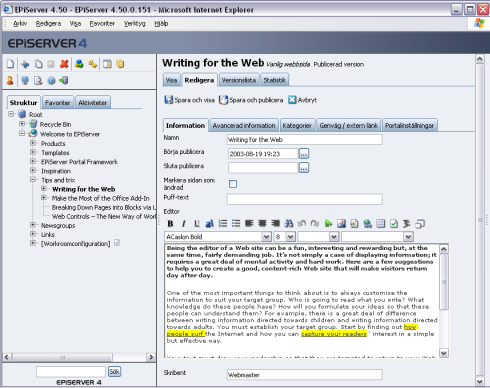 EPiServer 4.50 - EPiServer 4.50.0.151 - Microsoft Internet Explorer
Arkiv Redigera Visa Favoriter Verktyg Hjälp
EPiSERVER 4
Writing for the Web Vanlig webbsida Publicerad version
Visa Redigera Versionslista Statistik
Spara och visa Spara och publicera Avbryt
Struktur Favoriter Aktiviteter
Root
Recycle Bin
Welcome to EPiServer
Products
Templates
EPiServer Portal Framework
Inspiration
Tips and trix
Writing for the Web
Make the Most of the Office Add-In
Breaking Down Pages into Blocks via L
Web Controls – The New Way of Worl
Newsgroups
Links
[Workroomconfiguration]
Sök
EPiSERVER 4
Information Avancerad information Kategorier Genväg / extern länk Portalinställningar
Namn Writing for the Web
Börja publicera 2003-08-19 19:23 ...
Sluta publicera ...
Markera sidan som
ändrad
Puff-text
Editor
B I U
ACaslon Bold 8
Being the editor of a Web site can be a fun, interesting and rewarding but, at the
same time, fairly demanding job. It's not simply a case of displaying information; it
requires a great deal of mental activity and hard work. Here are a few suggestions
to help you to create a good, content-rich Web site that will make visitors return
day after day.
One of the most important things to think about is to always customise the
information to suit your target group. Who is going to read what you write? What
knowledge do these people have? How will you formulate your ideas so that these
people can understand them? For example, there is a great deal of difference
between writing information directed towards children and writing information directed
towards adults. You must establish your target group. Start by finding out how
people surf the Internet and how you can capture your readers' interest in a simple
but effective way.
Skribent Webmaster